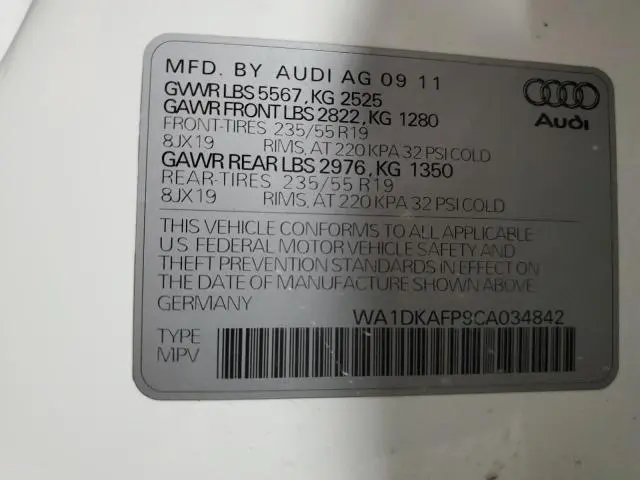 MFD. BY AUDI AG 09 11
GVWR LBS 5567, KG 2525
GAWR FRONT LBS 2822, KG 1280
FRONT-TIRES 235/55 R19
8JX19 RIMS, AT 220 KPA 32 PSI COLD
GAWR REAR LBS 2976, KG 1350
REAR-TIRES 235/55 R19
8JX19 RIMS, AT 220 KPA 32 PSI COLD
Audi
THIS VEHICLE CONFORMS TO ALL APPLICABLE
U.S. FEDERAL MOTOR VEHICLE SAFETY AND
THEFT PREVENTION STANDARDS IN EFFECT ON
THE DATE OF MANUFACTURE SHOWN ABOVE.
GERMANY WA1DKAFP9CA034842
TYPE
MPV